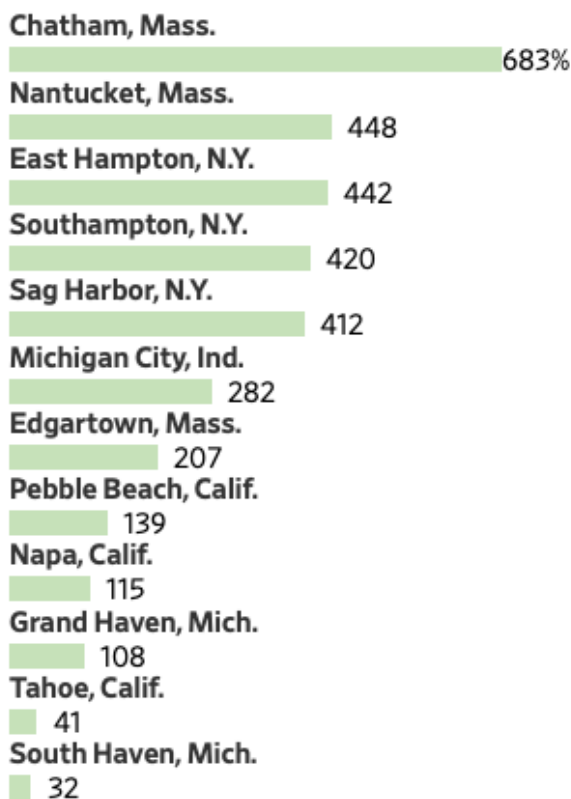 Chatham, Mass.
683%
Nantucket, Mass.
448
East Hampton, N.Y.
442
Southampton, N.Y.
420
Sag Harbor, N.Y.
412
Michigan City, Ind.
282
Edgartown, Mass.
207
Pebble Beach, Calif.
139
Napa, Calif.
115
Grand Haven, Mich.
108
Tahoe, Calif.
41
South Haven, Mich.
32